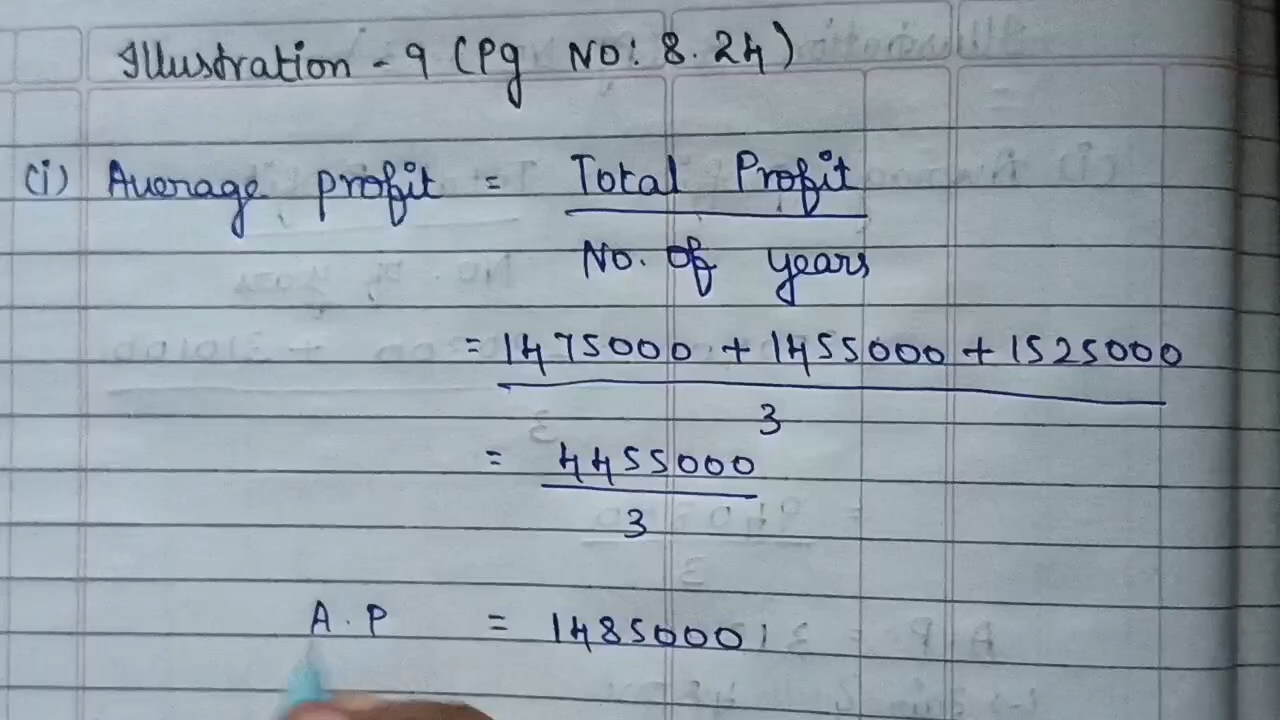 Illustration - 9 (Pg No: 8.24)
(i) Average profit = Total Profit
No. of years
= 1475000 + 1455000 + 1525000
3
= 4455000
3
A.P = 1485000